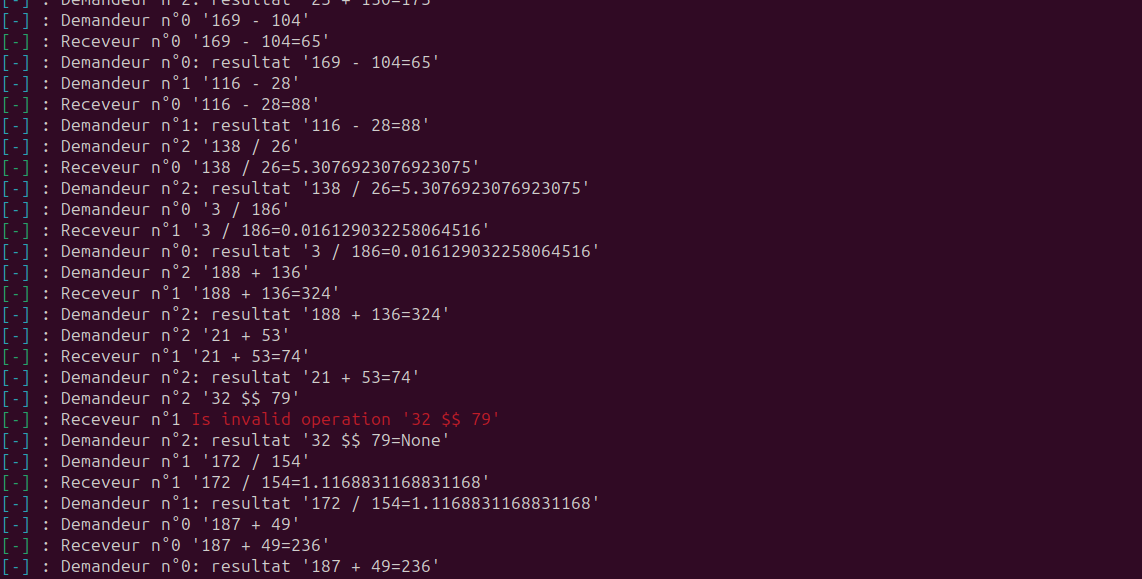 [-] : Demandeur n°2: resultat '25 + 150=175'
[-] : Demandeur n°0 '169 - 104'
[-] : Receveur n°0 '169 - 104=65'
[-] : Demandeur n°0: resultat '169 - 104=65'
[-] : Demandeur n°1 '116 - 28'
[-] : Receveur n°0 '116 - 28=88'
[-] : Demandeur n°1: resultat '116 - 28=88'
[-] : Demandeur n°2 '138 / 26'
[-] : Receveur n°0 '138 / 26=5.3076923076923075'
[-] : Demandeur n°2: resultat '138 / 26=5.3076923076923075'
[-] : Demandeur n°0 '3 / 186'
[-] : Receveur n°1 '3 / 186=0.016129032258064516'
[-] : Demandeur n°0: resultat '3 / 186=0.016129032258064516'
[-] : Demandeur n°2 '188 + 136'
[-] : Receveur n°1 '188 + 136=324'
[-] : Demandeur n°2: resultat '188 + 136=324'
[-] : Demandeur n°2 '21 + 53'
[-] : Receveur n°1 '21 + 53=74'
[-] : Demandeur n°2: resultat '21 + 53=74'
[-] : Demandeur n°2 '32 $$ 79'
[-] : Receveur n°1 Is invalid operation '32 $$ 79'
[-] : Demandeur n°2: resultat '32 $$ 79=None'
[-] : Demandeur n°1 '172 / 154'
[-] : Receveur n°1 '172 / 154=1.1168831168831168'
[-] : Demandeur n°1: resultat '172 / 154=1.1168831168831168'
[-] : Demandeur n°0 '187 + 49'
[-] : Receveur n°0 '187 + 49=236'
[-] : Demandeur n°0: resultat '187 + 49=236'